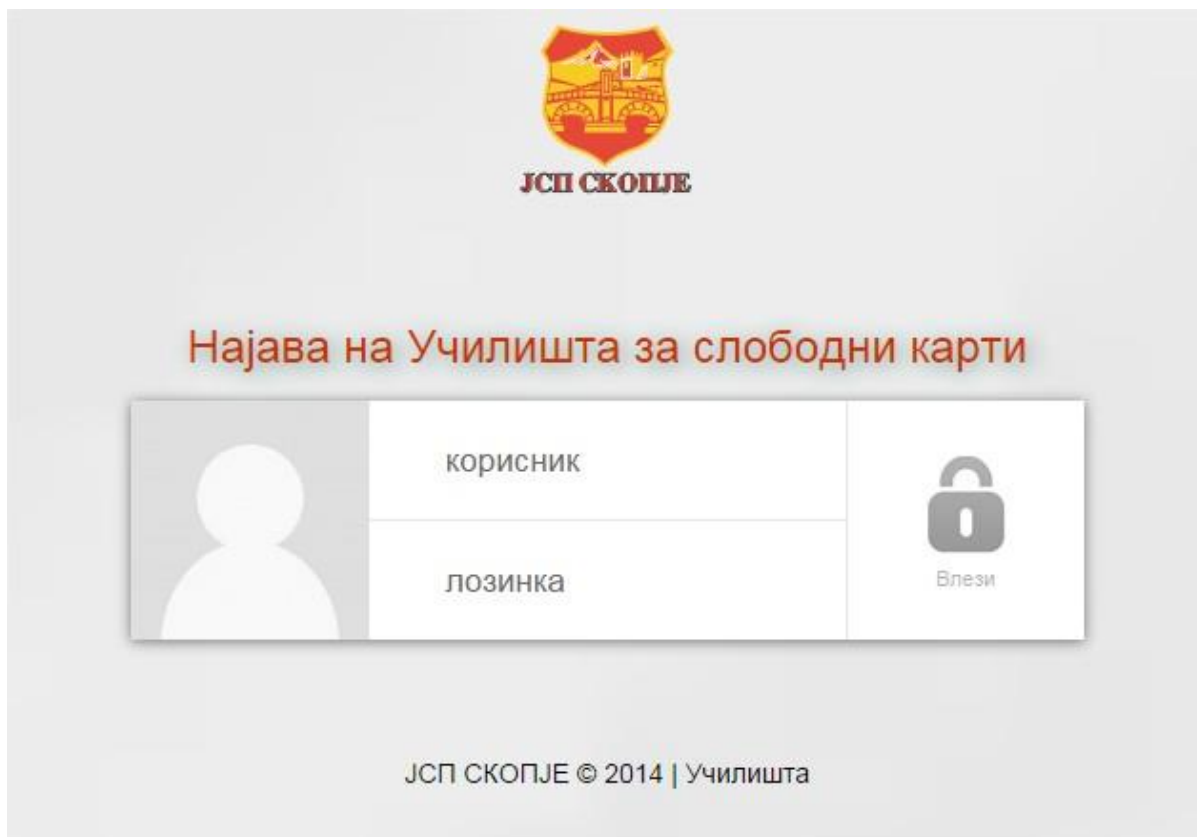 ЈСП СКОПЈЕ
Најава на Училишта за слободни карти
корисник
лозинка
Влези
ЈСП СКОПЈЕ © 2014 | Училишта